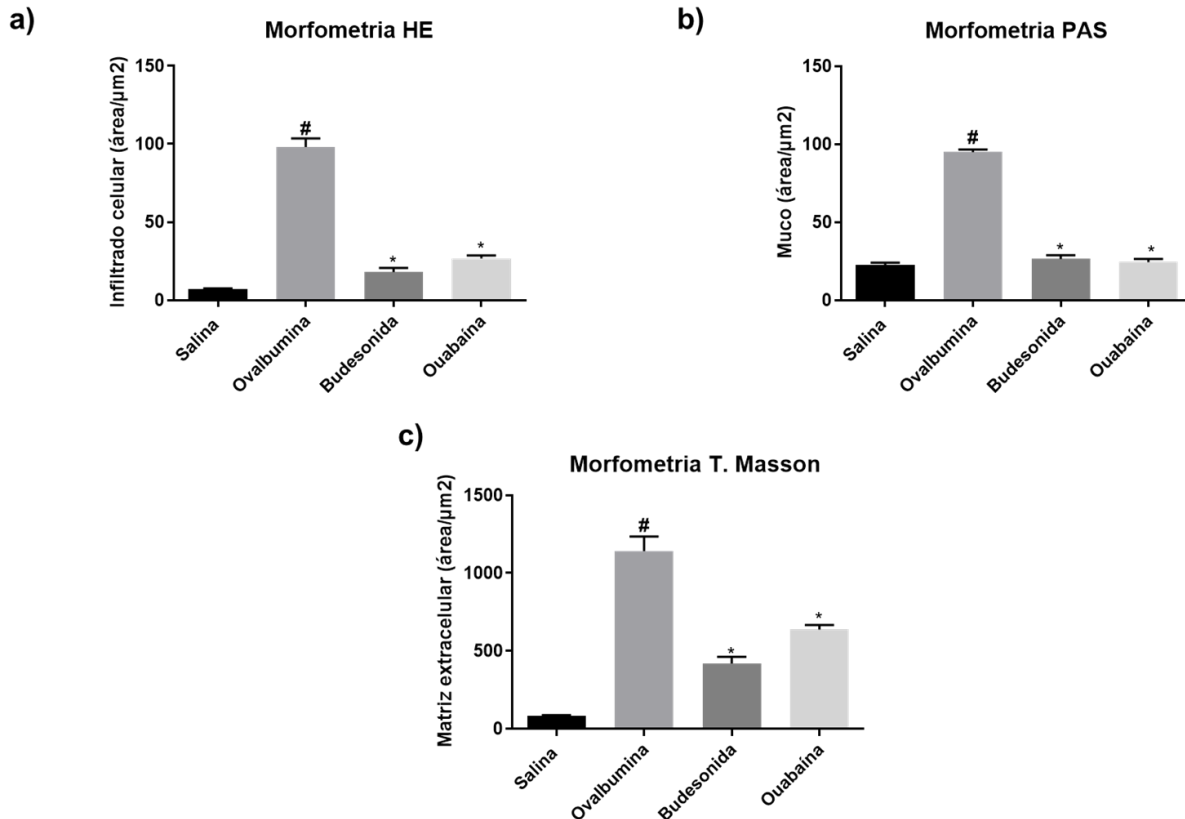 a)
Morfometria HE
Infiltrado celular (área/µm2)
150
100
50
0
#
*
*
Salina
Ovalbumina
Budesonida
Ouabaína
b)
Morfometria PAS
Muco (área/µm2)
150
100
50
0
#
*
*
Salina
Ovalbumina
Budesonida
Ouabaína
c)
Morfometria T. Masson
Matriz extracelular (área/µm2)
1500
1000
500
0
#
*
*
Salina
Ovalbumina
Budesonida
Ouabaína